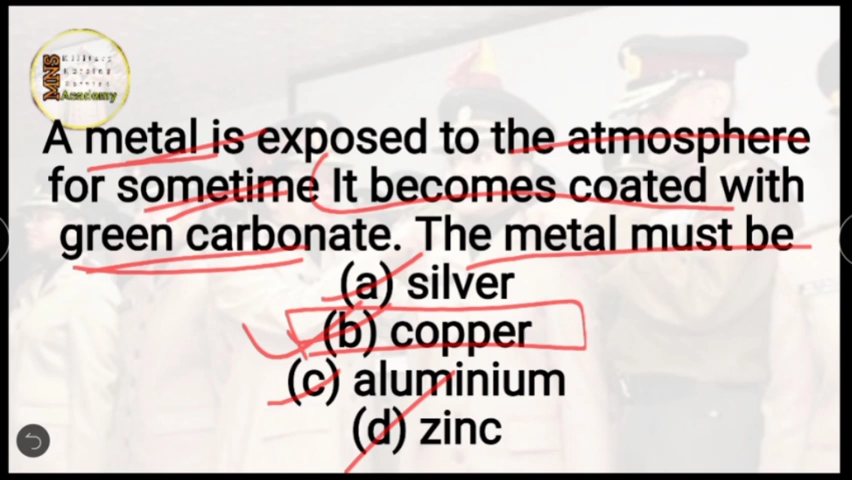 MNS
Academy
A metal is exposed to the atmosphere
for sometime It becomes coated with
green carbonate. The metal must be
(a) silver
(b) copper
(c) aluminium
(d) zinc